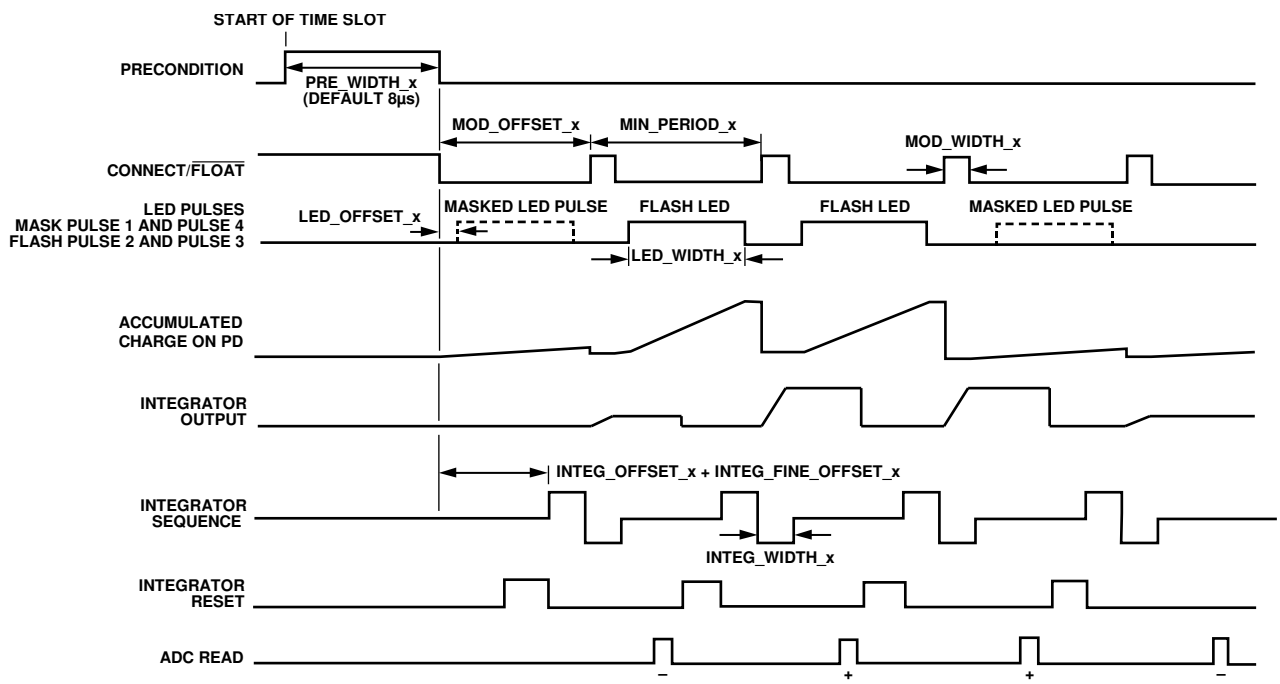 START OF TIME SLOT
PRECONDITION
PRE_WIDTH_x
(DEFAULT 8µs)
MOD_OFFSET_x
MIN_PERIOD_x
MOD_WIDTH_x
CONNECT/FLOAT
LED PULSES
MASK PULSE 1 AND PULSE 4
FLASH PULSE 2 AND PULSE 3
LED_OFFSET_x
MASKED LED PULSE
FLASH LED
FLASH LED
MASKED LED PULSE
LED_WIDTH_x
ACCUMULATED
CHARGE ON PD
INTEGRATOR
OUTPUT
INTEG_OFFSET_x + INTEG_FINE_OFFSET_x
INTEGRATOR
SEQUENCE
INTEG_WIDTH_x
INTEGRATOR
RESET
ADC READ
– + + –